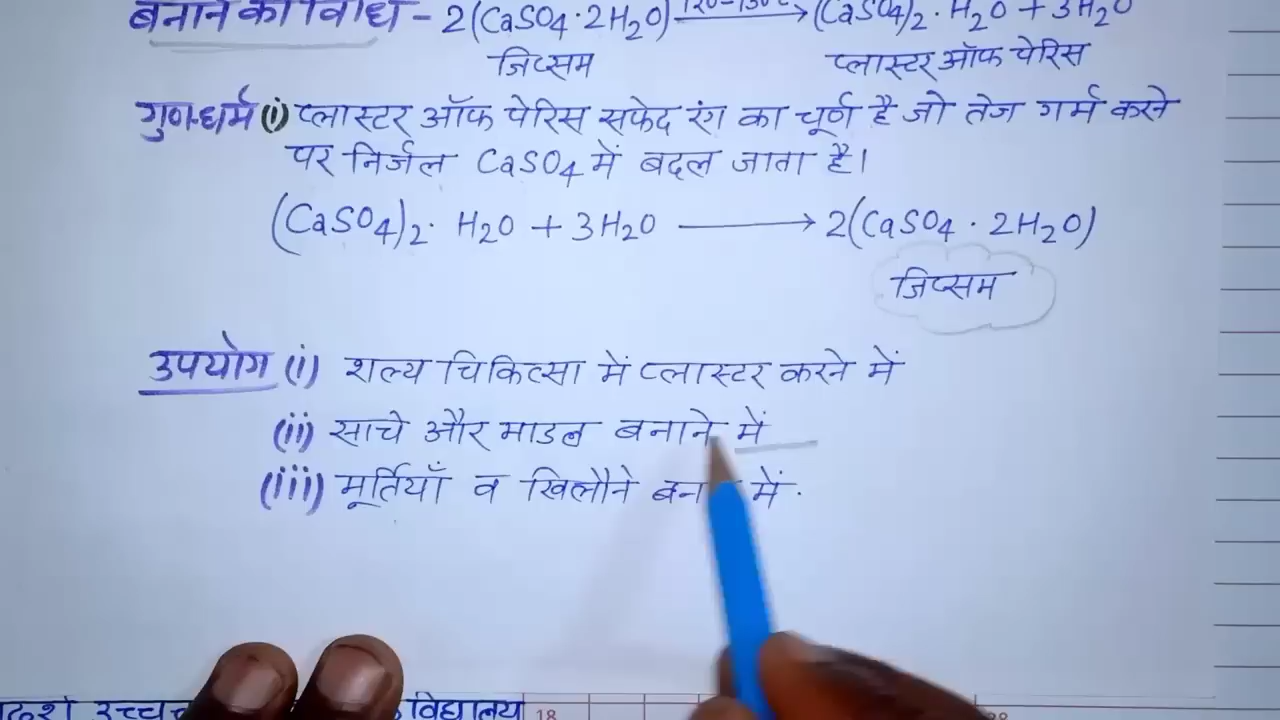 बनाने की विधि - 2(CaSO4·2H2O) 120-130°C → (CaSO4)2·H2O + 3H2O
जिप्सम प्लास्टर ऑफ पेरिस
गुणधर्म (i) प्लास्टर ऑफ पेरिस सफेद रंग का चूर्ण है जो तेज गर्म करने
पर निर्जल CaSO4 में बदल जाता है।
(CaSO4)2· H2O + 3H2O → 2(CaSO4 · 2H2O)
जिप्सम
उपयोग (i) शल्य चिकित्सा में प्लास्टर करने में
(ii) साचे और माडल बनाने में
(iii) मूर्तियाँ व खिलौने में ·
विद्यालय 18